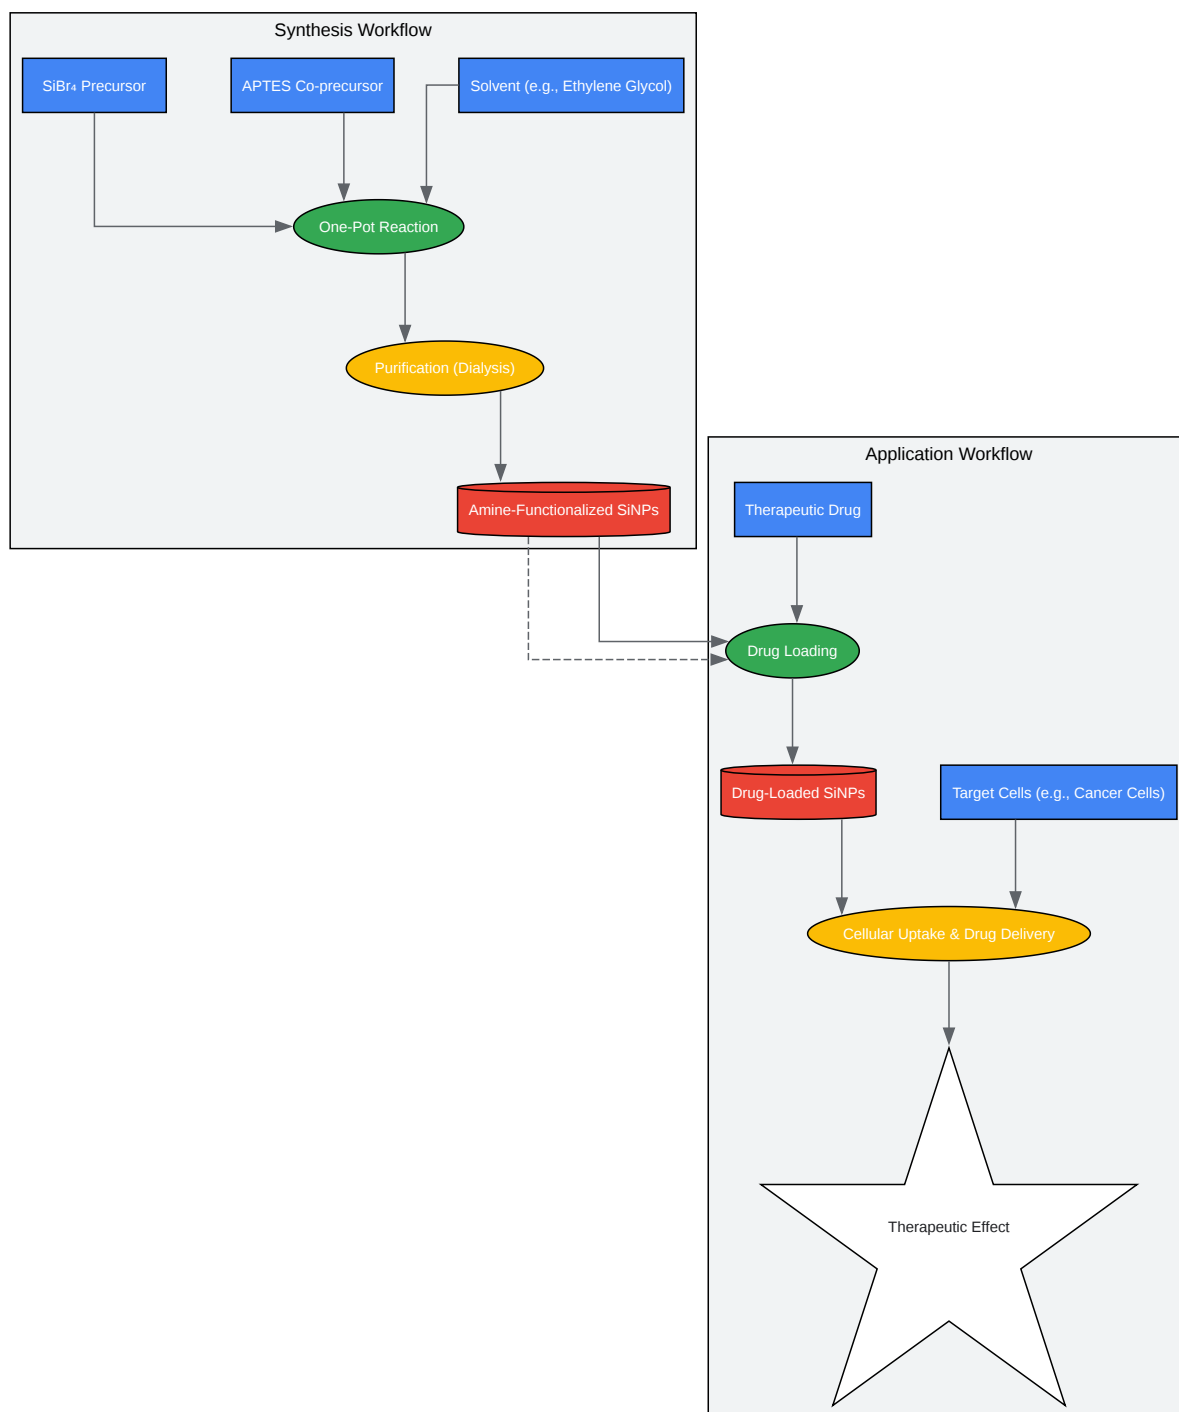 Synthesis Workflow
SiBr₄ Precursor
APTES Co-precursor
Solvent (e.g., Ethylene Glycol)
One-Pot Reaction
Purification (Dialysis)
Amine-Functionalized SiNPs
Application Workflow
Therapeutic Drug
Drug Loading
Drug-Loaded SiNPs
Target Cells (e.g., Cancer Cells)
Cellular Uptake & Drug Delivery
Therapeutic Effect